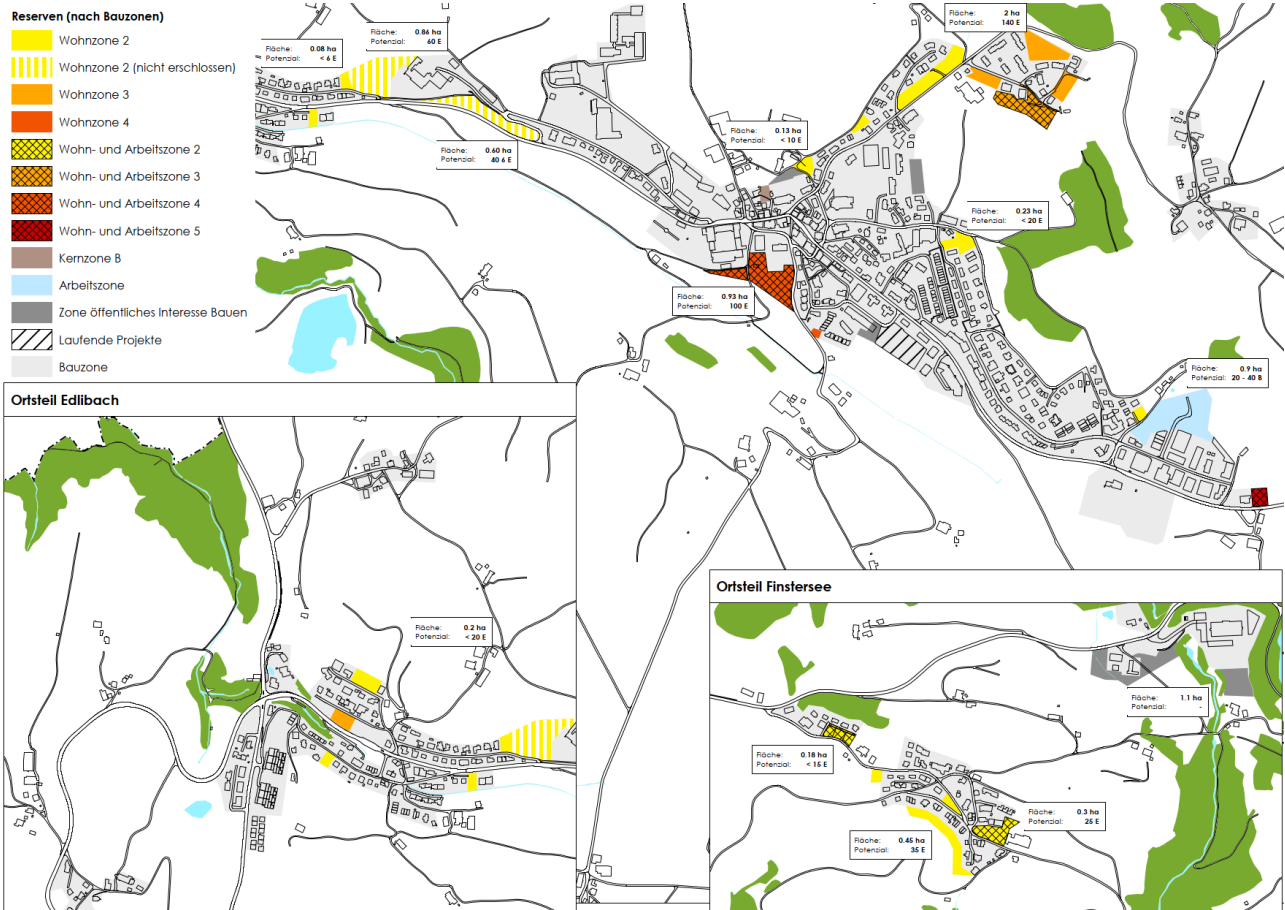 Reserven (nach Bauzonen)
Wohnzone 2
Wohnzone 2 (nicht erschlossen)
Wohnzone 3
Wohnzone 4
Wohn- und Arbeitszone 2
Wohn- und Arbeitszone 3
Wohn- und Arbeitszone 4
Wohn- und Arbeitszone 5
Kernzone B
Arbeitszone
Zone öffentliches Interesse Bauen
Laufende Projekte
Bauzone
Fläche: 0.08 ha
Potenzial: < 6 E
Fläche: 0.86 ha
Potenzial: 60 E
Fläche: 2 ha
Potenzial: 140 E
Fläche: 0.60 ha
Potenzial: 40 6 E
Fläche: 0.13 ha
Potenzial: < 10 E
Fläche: 0.23 ha
Potenzial: < 20 E
Fläche: 0.93 ha
Potenzial: 100 E
Fläche: 0.9 ha
Potenzial: 20 - 40 B
Ortsteil Edlibach
Fläche: 0.2 ha
Potenzial: < 20 E
Ortsteil Finstersee
Fläche: 1.1 ha
Potenzial: -
Fläche: 0.18 ha
Potenzial: < 15 E
Fläche: 0.3 ha
Potenzial: 25 E
Fläche: 0.45 ha
Potenzial: 35 E